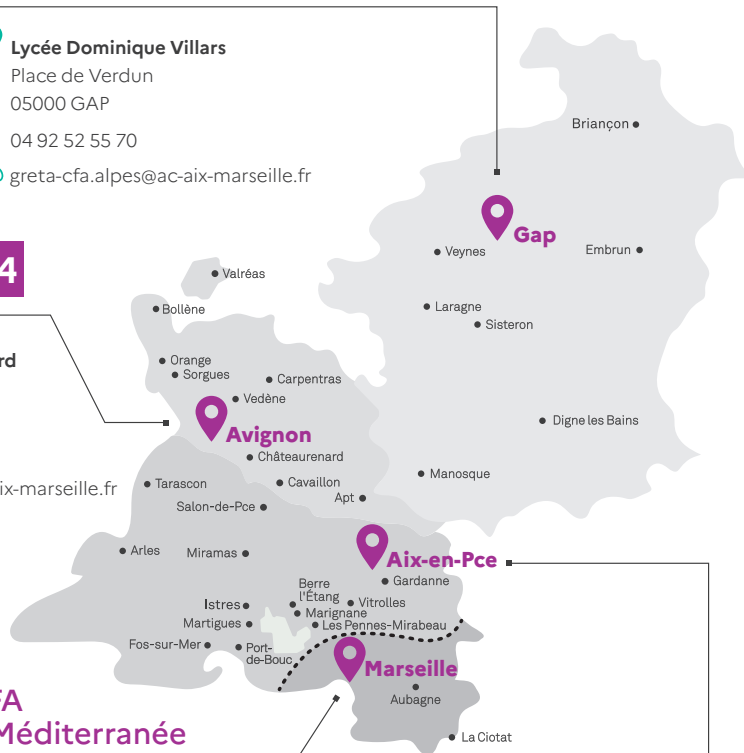 Lycée Dominique Villars
Place de Verdun
05000 GAP
04 92 52 55 70
greta-cfa.alpes@ac-aix-marseille.fr
4
rd
ix-marseille.fr
Briançon
Gap
Veynes
Embrun
Valréas
Laragne
Bollène
Sisteron
Orange
Sorgues
Carpentras
Vedène
Digne les Bains
Avignon
Châteaurenard
Manosque
Tarascon
Cavaillon
Apt
Salon-de-Pce
Arles
Miramas
Aix-en-Pce
Gardanne
Berre
l'Étang
Istres
Vitrolles
Marignane
Martigues
Les Pennes-Mirabeau
Fos-sur-Mer
Port-
de-Bouc
Marseille
Aubagne
FA
Méditerranée
La Ciotat